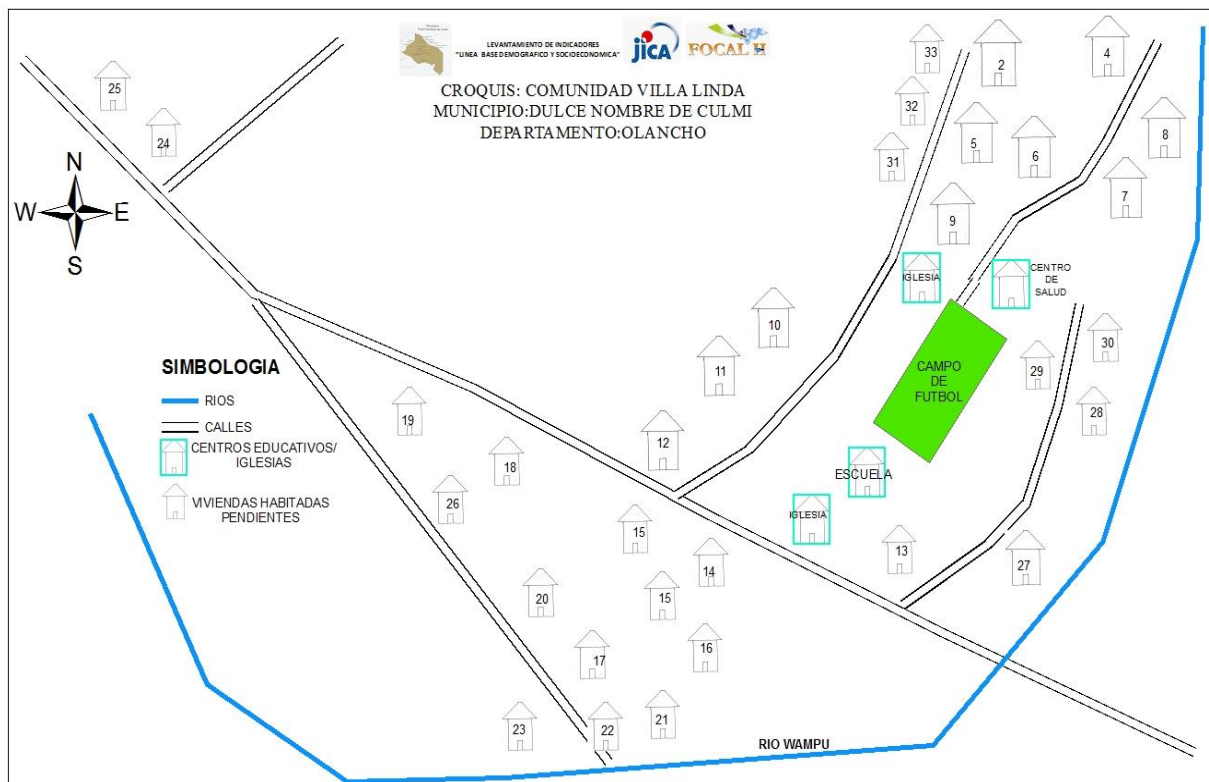 LEVANTAMIENTO DE INDICADORES
"LINEA BASE DEMOGRAFICO Y SOCIOECONOMICA"
jICA
FOCAL H
CROQUIS: COMUNIDAD VILLA LINDA
MUNICIPIO:DULCE NOMBRE DE CULMI
DEPARTAMENTO:OLANCHO
N
W
E
S
25
24
33
2
4
32
5
6
8
31
7
9
IGLESIA
CENTRO
DE
SALUD
10
11
12
CAMPO
DE
FUTBOL
29
30
28
SIMBOLOGIA
RIOS
CALLES
CENTROS EDUCATIVOS/
IGLESIAS
VIVIENDAS HABITADAS
PENDIENTES
19
18
26
ESCUELA
IGLESIA
15
14
13
27
20
15
16
17
23
22
21
RIO WAMPU